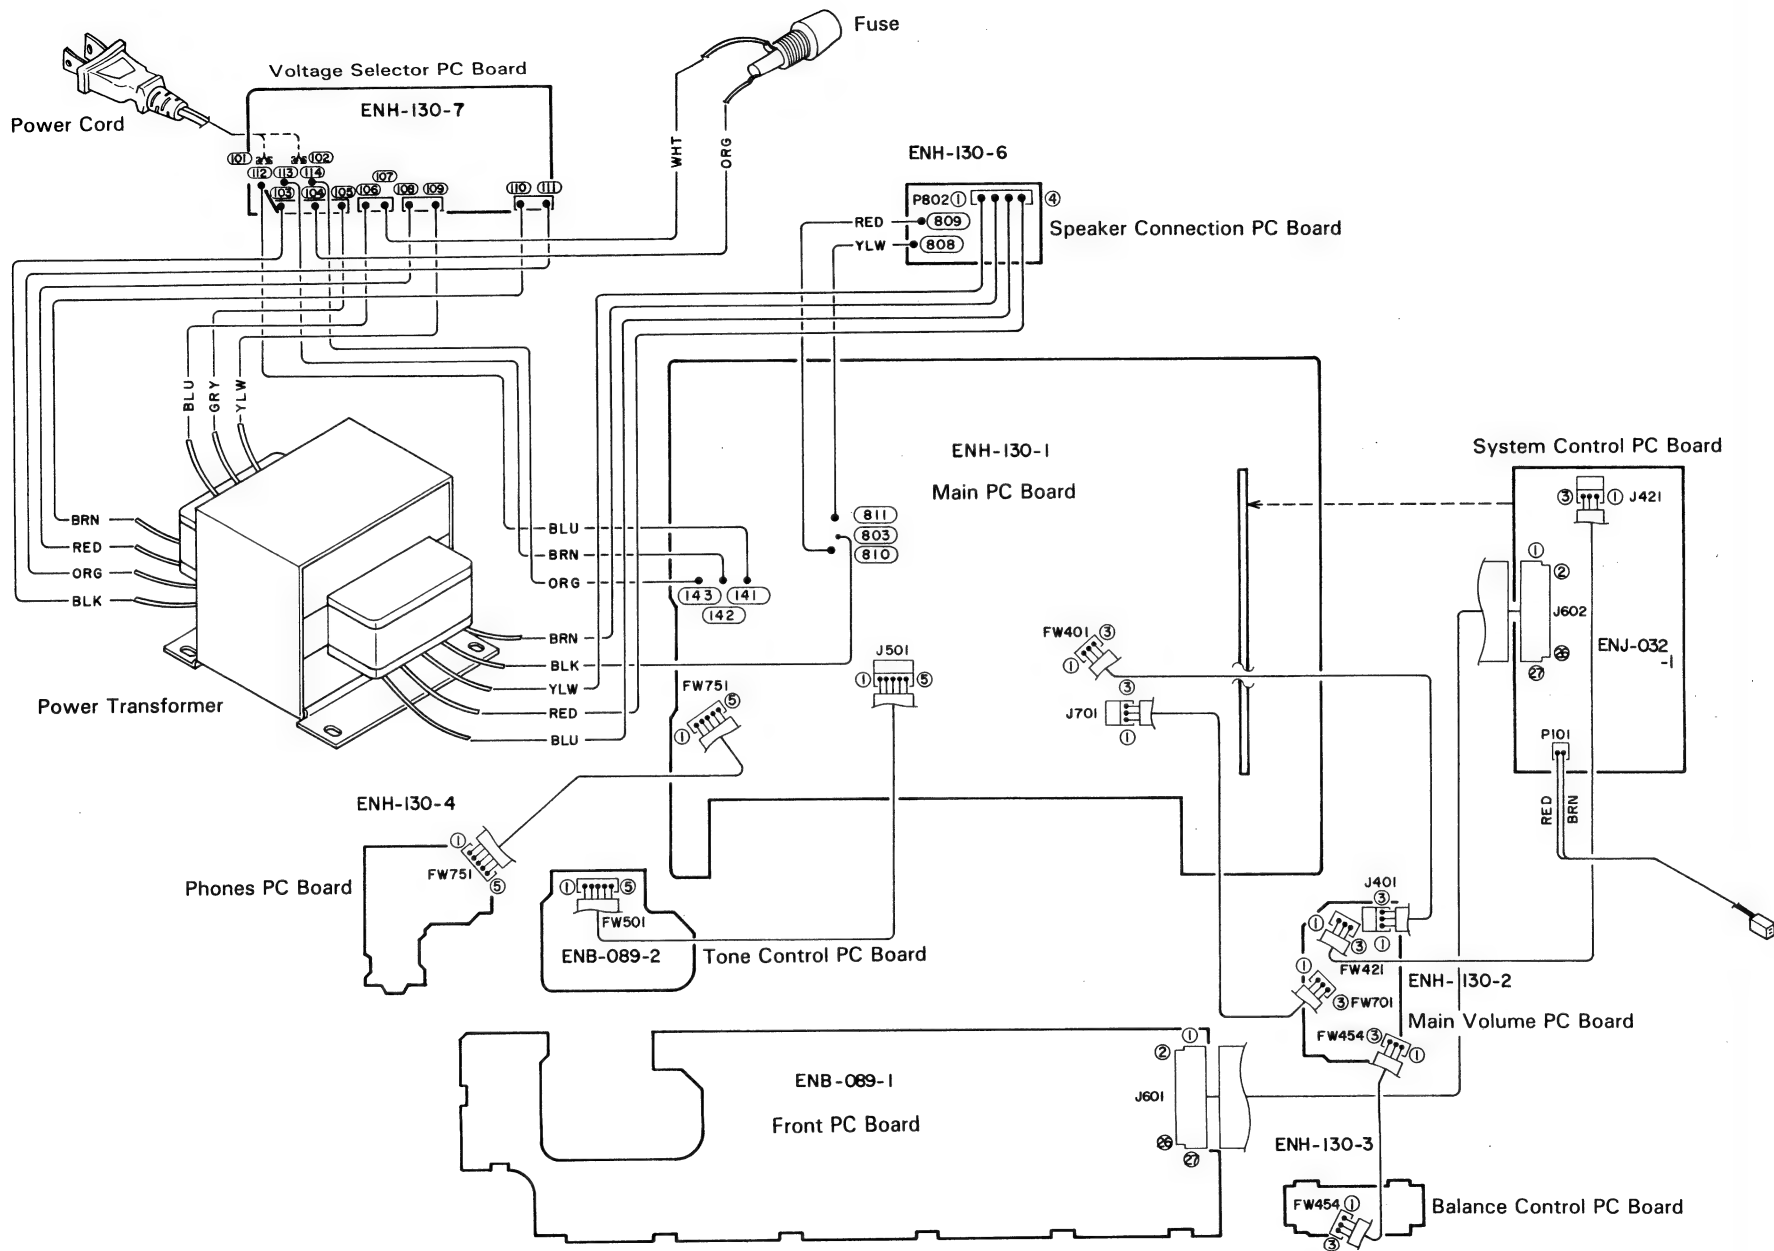 Fuse
Voltage Selector PC Board
ENH-130-7
Power Cord
WHT
ORG
101
102
112
113
114
103
104
105
106
107
108
109
110
111
ENH-130-6
P802 ① ④
RED 809
YLW 808
Speaker Connection PC Board
BLU
GRY
YLW
ENH-130-1
Main PC Board
System Control PC Board
③ ① J421
BRN
RED
ORG
BLK
BLU
BRN
ORG
811
803
810
143
141
142
①
②
J602
㉖
㉗
ENJ-032-1
BRN
BLK
YLW
RED
BLU
Power Transformer
J501
① ⑤
FW401 ③
①
③
J701
①
FW751
⑤
①
P101
RED
BRN
ENH-130-4
①
FW751
⑤
Phones PC Board
① ⑤
FW501
ENB-089-2
Tone Control PC Board
J401
③
①
①
③
FW421
①
③ FW701
ENH-130-2
Main Volume PC Board
FW454 ③
①
ENB-089-1
Front PC Board
①
②
J601
㉖
㉗
ENH-130-3
FW454 ①
③
Balance Control PC Board